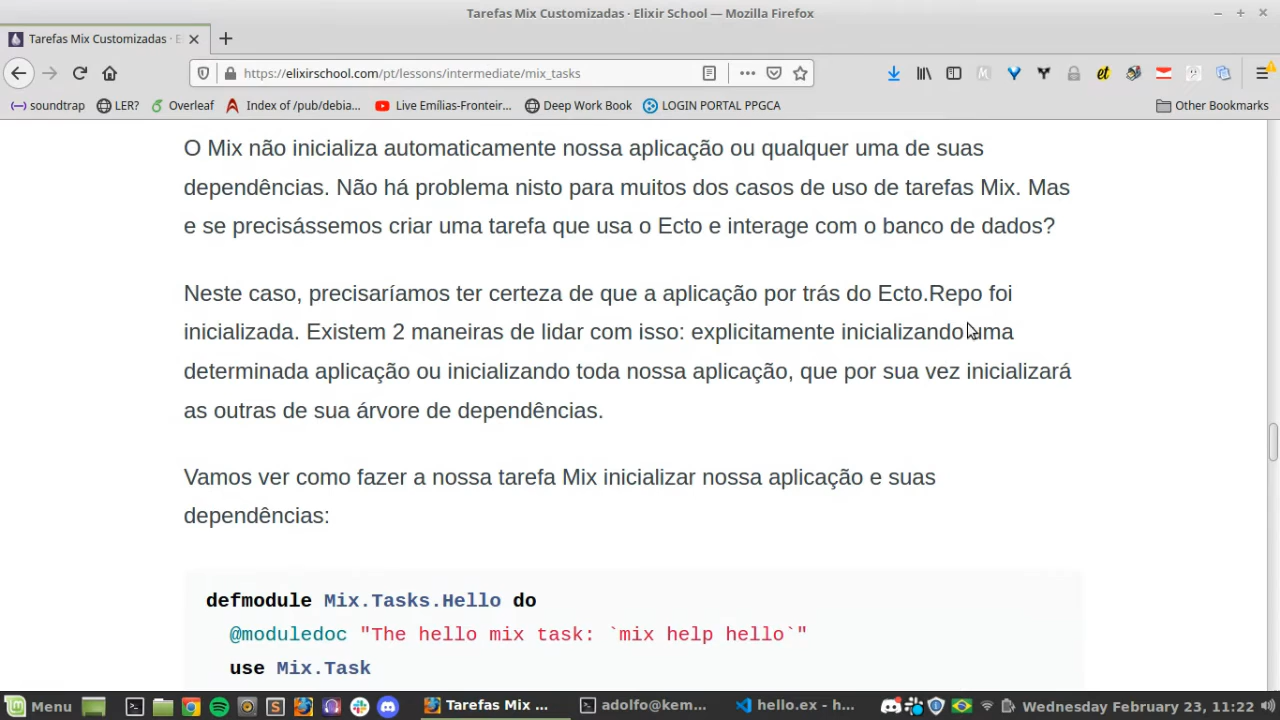 Tarefas Mix Customizadas · Elixir School — Mozilla Firefox
Tarefas Mix Customizadas · E
https://elixirschool.com/pt/lessons/intermediate/mix_tasks
soundtrap LER? Overleaf Index of /pub/debia... Live Emílias-Fronteir... Deep Work Book LOGIN PORTAL PPGCA Other Bookmarks
O Mix não inicializa automaticamente nossa aplicação ou qualquer uma de suas
dependências. Não há problema nisto para muitos dos casos de uso de tarefas Mix. Mas
e se precisássemos criar uma tarefa que usa o Ecto e interage com o banco de dados?
Neste caso, precisaríamos ter certeza de que a aplicação por trás do Ecto.Repo foi
inicializada. Existem 2 maneiras de lidar com isso: explicitamente inicializando uma
determinada aplicação ou inicializando toda nossa aplicação, que por sua vez inicializará
as outras de sua árvore de dependências.
Vamos ver como fazer a nossa tarefa Mix inicializar nossa aplicação e suas
dependências:
defmodule Mix.Tasks.Hello do
@moduledoc "The hello mix task: `mix help hello`"
use Mix.Task
Menu Tarefas Mix ... adolfo@kem... hello.ex - h... Wednesday February 23, 11:22